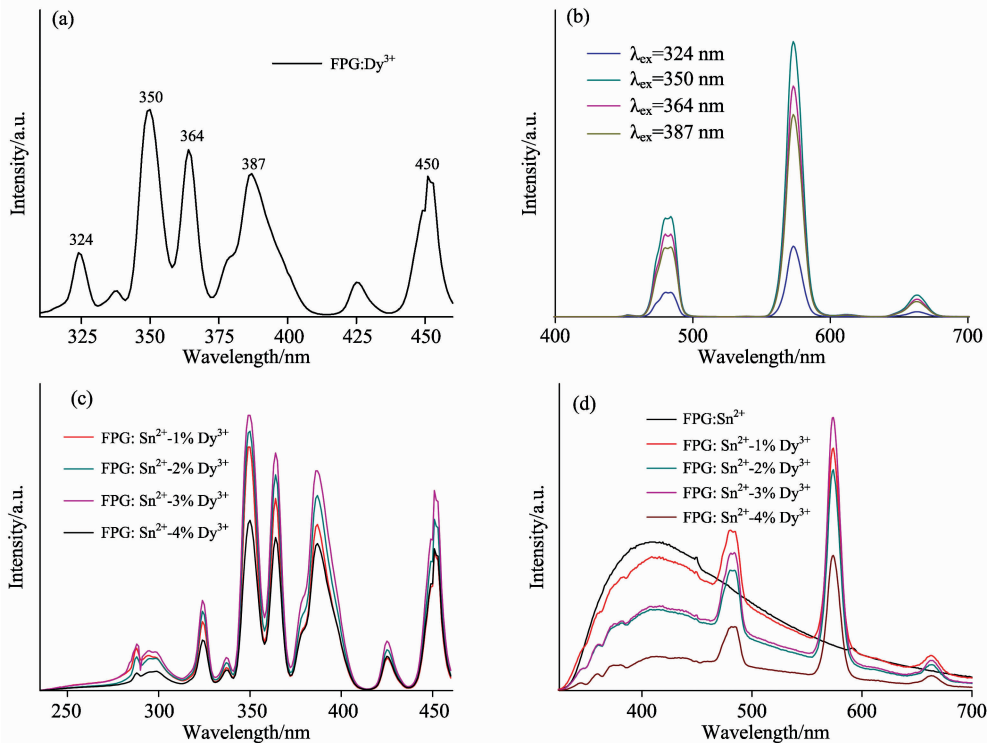 (a)
FPG:Dy³⁺
350
364
387
450
324
Intensity/a.u.
325
350
375
400
425
450
Wavelength/nm
(b)
λex=324 nm
λex=350 nm
λex=364 nm
λex=387 nm
Intensity/a.u.
400
500
600
700
Wavelength/nm
(c)
FPG: Sn²⁺-1% Dy³⁺
FPG: Sn²⁺-2% Dy³⁺
FPG: Sn²⁺-3% Dy³⁺
FPG: Sn²⁺-4% Dy³⁺
Intensity/a.u.
250
300
350
400
450
Wavelength/nm
(d)
FPG:Sn²⁺
FPG: Sn²⁺-1% Dy³⁺
FPG: Sn²⁺-2% Dy³⁺
FPG: Sn²⁺-3% Dy³⁺
FPG: Sn²⁺-4% Dy³⁺
Intensity/a.u.
400
500
600
700
Wavelength/nm